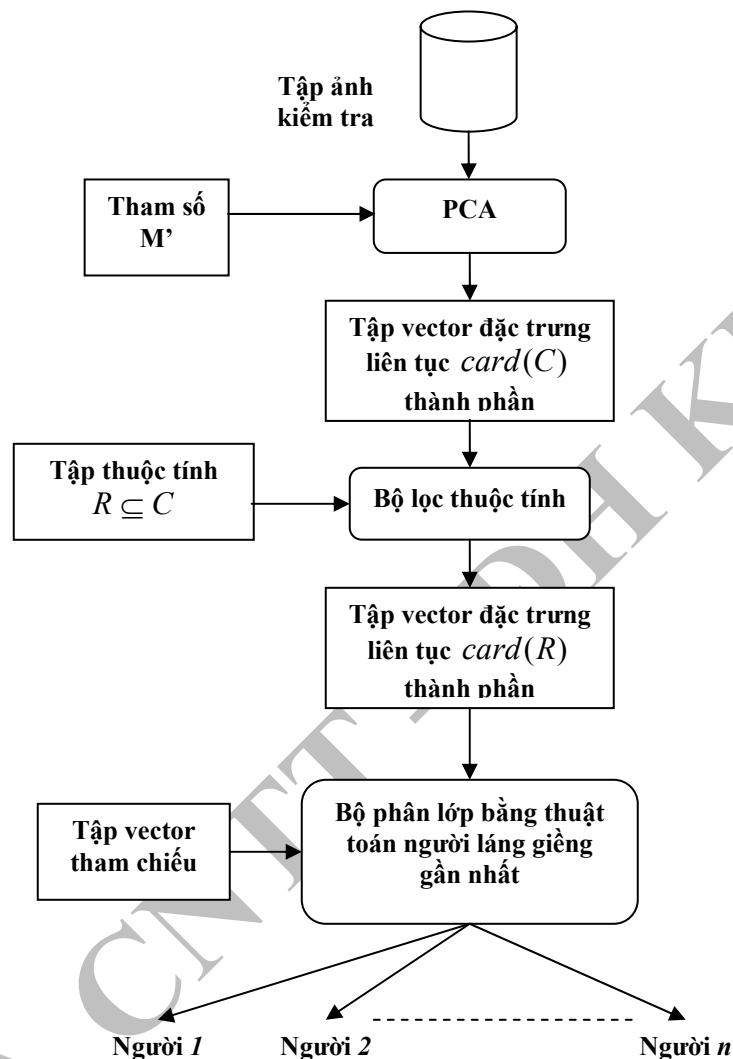 Tập ảnh
kiểm tra
Tham số
M’
PCA
Tập vector đặc trưng
liên tục card(C)
thành phần
Tập thuộc tính
R ⊆ C
Bộ lọc thuộc tính
Tập vector đặc trưng
liên tục card(R)
thành phần
Tập vector
tham chiếu
Bộ phân lớp bằng thuật
toán người láng giềng
gần nhất
Người 1
Người 2
Người n
CNTT - ĐH K